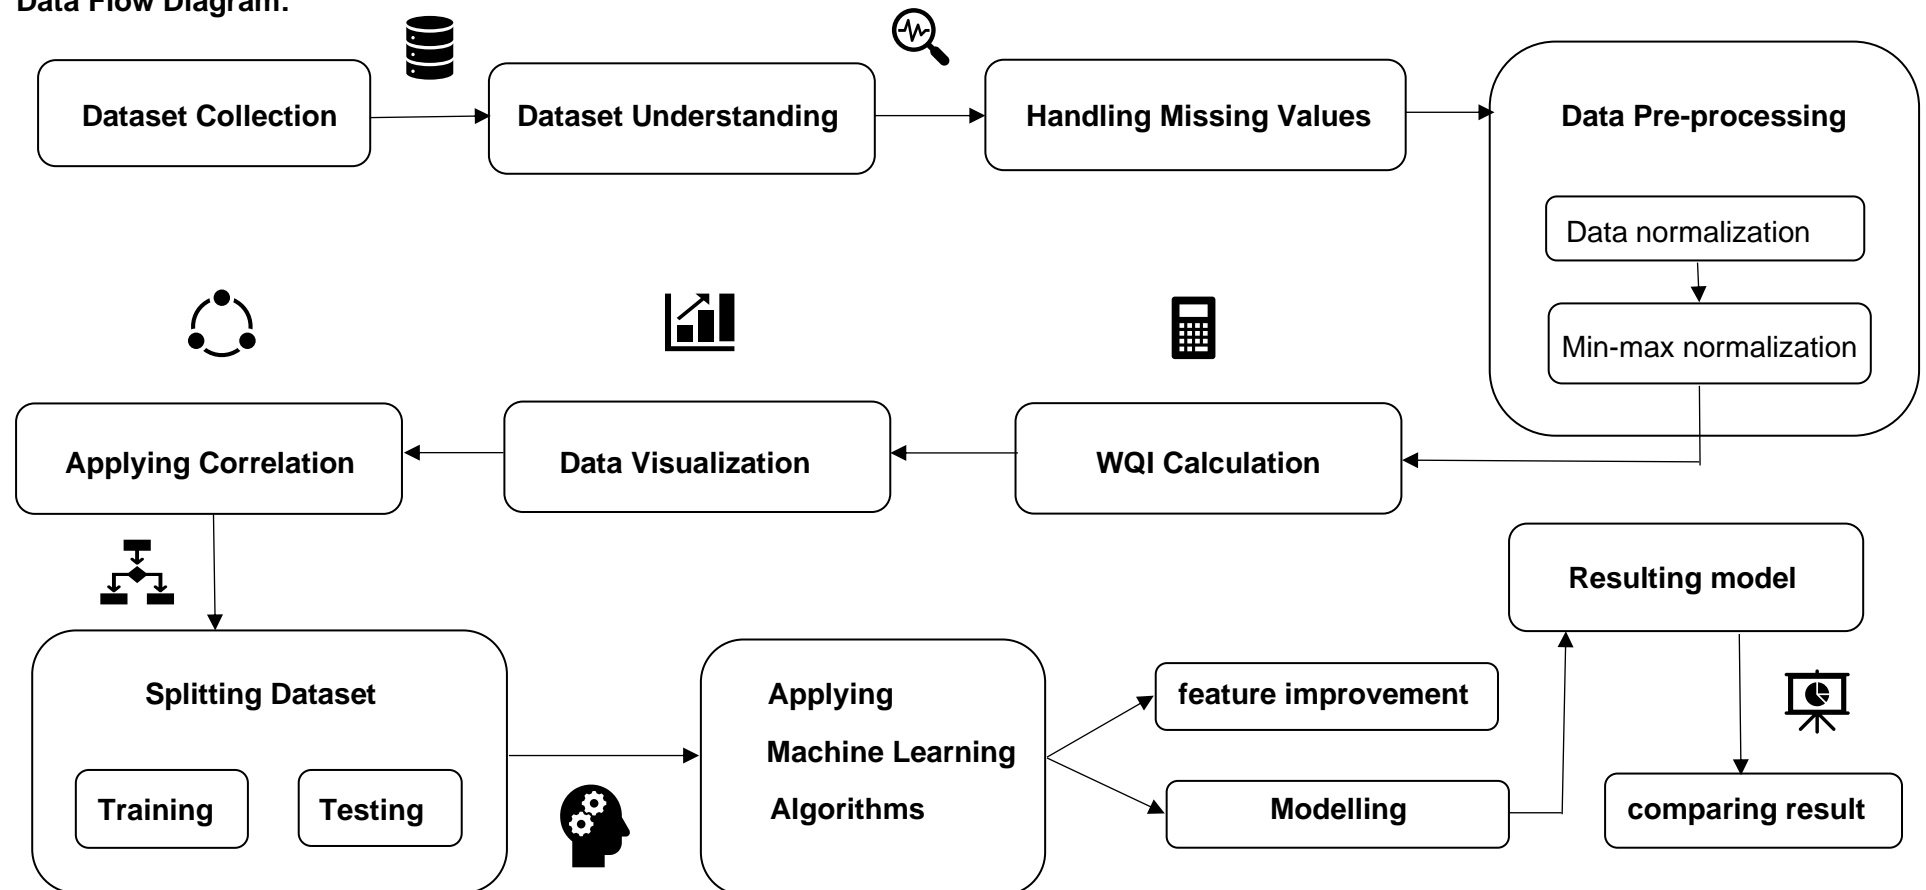 Data Flow Diagram:
Dataset Collection
Dataset Understanding
Handling Missing Values
Data Pre-processing
Data normalization
Min-max normalization
WQI Calculation
Data Visualization
Applying Correlation
Splitting Dataset
Training
Testing
Applying
Machine Learning
Algorithms
feature improvement
Modelling
Resulting model
comparing result